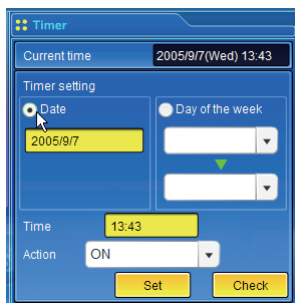 Timer
Current time 2005/9/7(Wed) 13:43
Timer setting
Date Day of the week
2005/9/7
Time 13:43
Action ON
Set Check